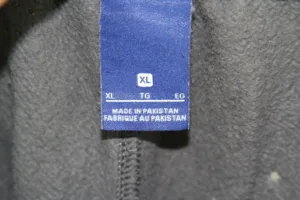 XL
XL TG EG
MADE IN PAKISTAN
FABRIQUE AU PAKISTAN